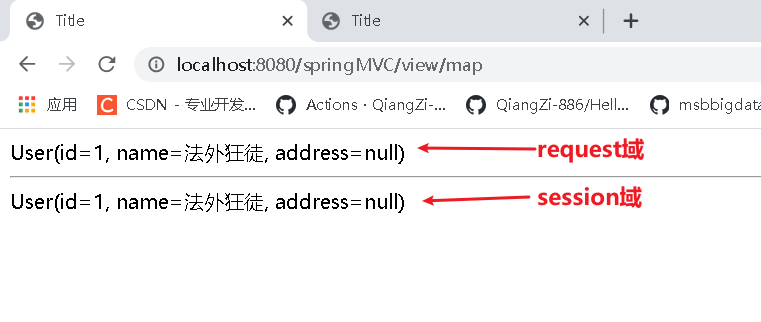 Title Title
localhost:8080/springMVC/view/map
应用 CSDN - 专业开发... Actions · QiangZi-... QiangZi-886/Hell... msbbigdata
User(id=1, name=法外狂徒, address=null) request域
User(id=1, name=法外狂徒, address=null) session域